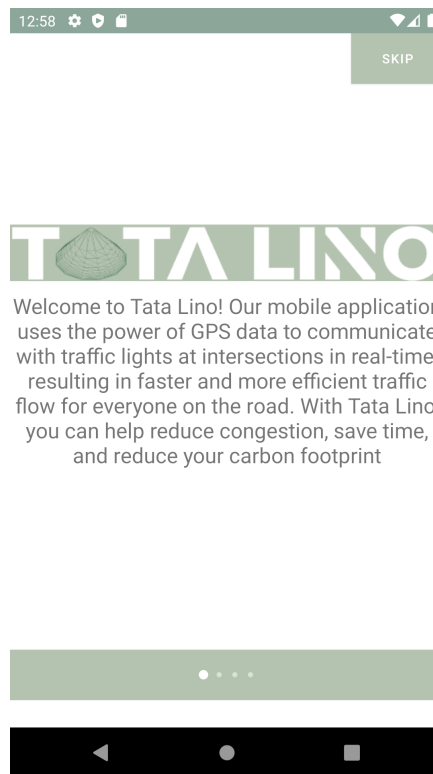 12:58
SKIP
TATA LINO
Welcome to Tata Lino! Our mobile application
uses the power of GPS data to communicate
with traffic lights at intersections in real-time,
resulting in faster and more efficient traffic
flow for everyone on the road. With Tata Lino,
you can help reduce congestion, save time,
and reduce your carbon footprint